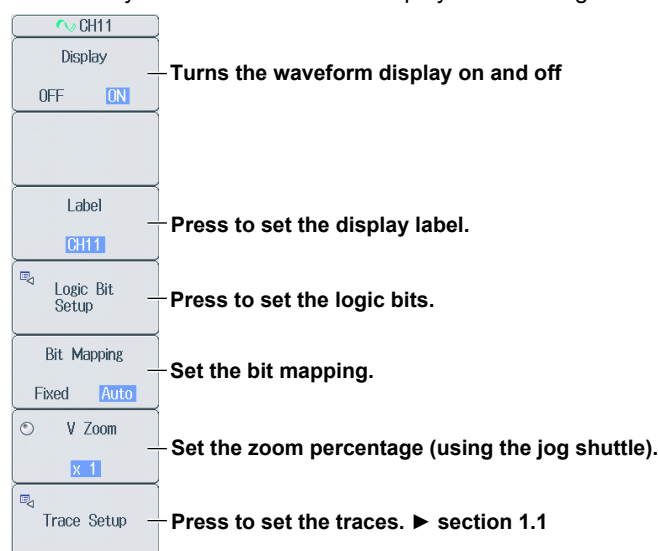 CH11
Display
OFF ON
Turns the waveform display on and off
Label
CH11
Press to set the display label.
Logic Bit
Setup
Press to set the logic bits.
Bit Mapping
Fixed Auto
Set the bit mapping.
V Zoom
x 1
Set the zoom percentage (using the jog shuttle).
Trace Setup
Press to set the traces. ► section 1.1